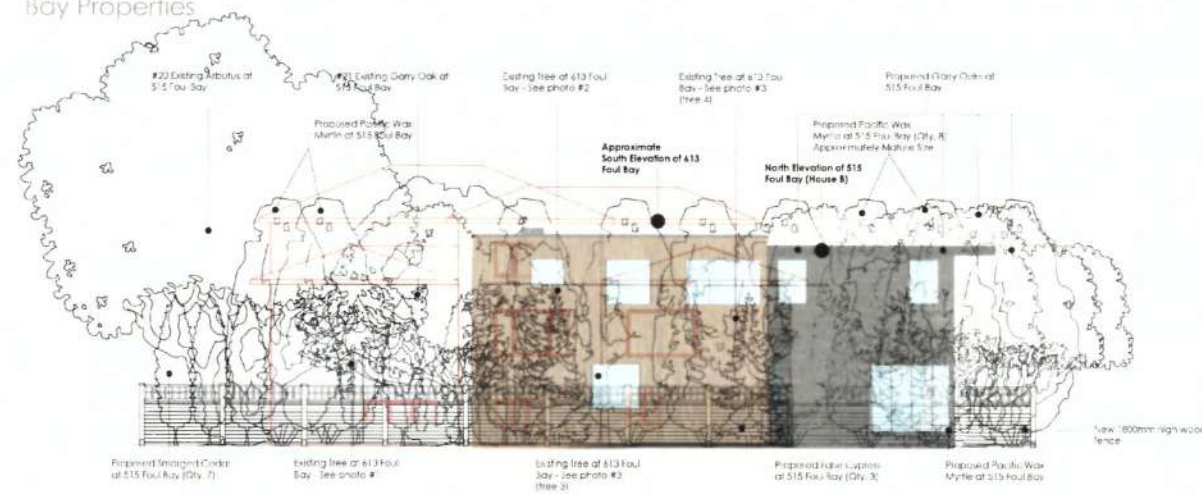 Bay Properties
#20 Existing Arbutus at
515 Foul Bay
#21 Existing Garry Oak at
515 Foul Bay
Existing Tree at 613 Foul
Bay - See photo #2
Existing Tree at 613 Foul
Bay - See photo #3
(tree 4)
Proposed Garry Oaks at
515 Foul Bay
Proposed Pacific Wax
Myrtle at 515 Foul Bay
Approximate
South Elevation of 613
Foul Bay
North Elevation of 515
Foul Bay (House B)
Proposed Pacific Wax
Myrtle at 515 Foul Bay (Qty. 8)
Approximately Mature Size
New 1800mm high wood
fence
Proposed Smaragd Cedar
at 515 Foul Bay (Qty. 7)
Existing Tree at 613 Foul
Bay - See photo #1
Existing Tree at 613 Foul
Bay - See photo #3
(tree 3)
Proposed False Cypress
at 515 Foul Bay (Qty. 3)
Proposed Pacific Wax
Myrtle at 515 Foul Bay